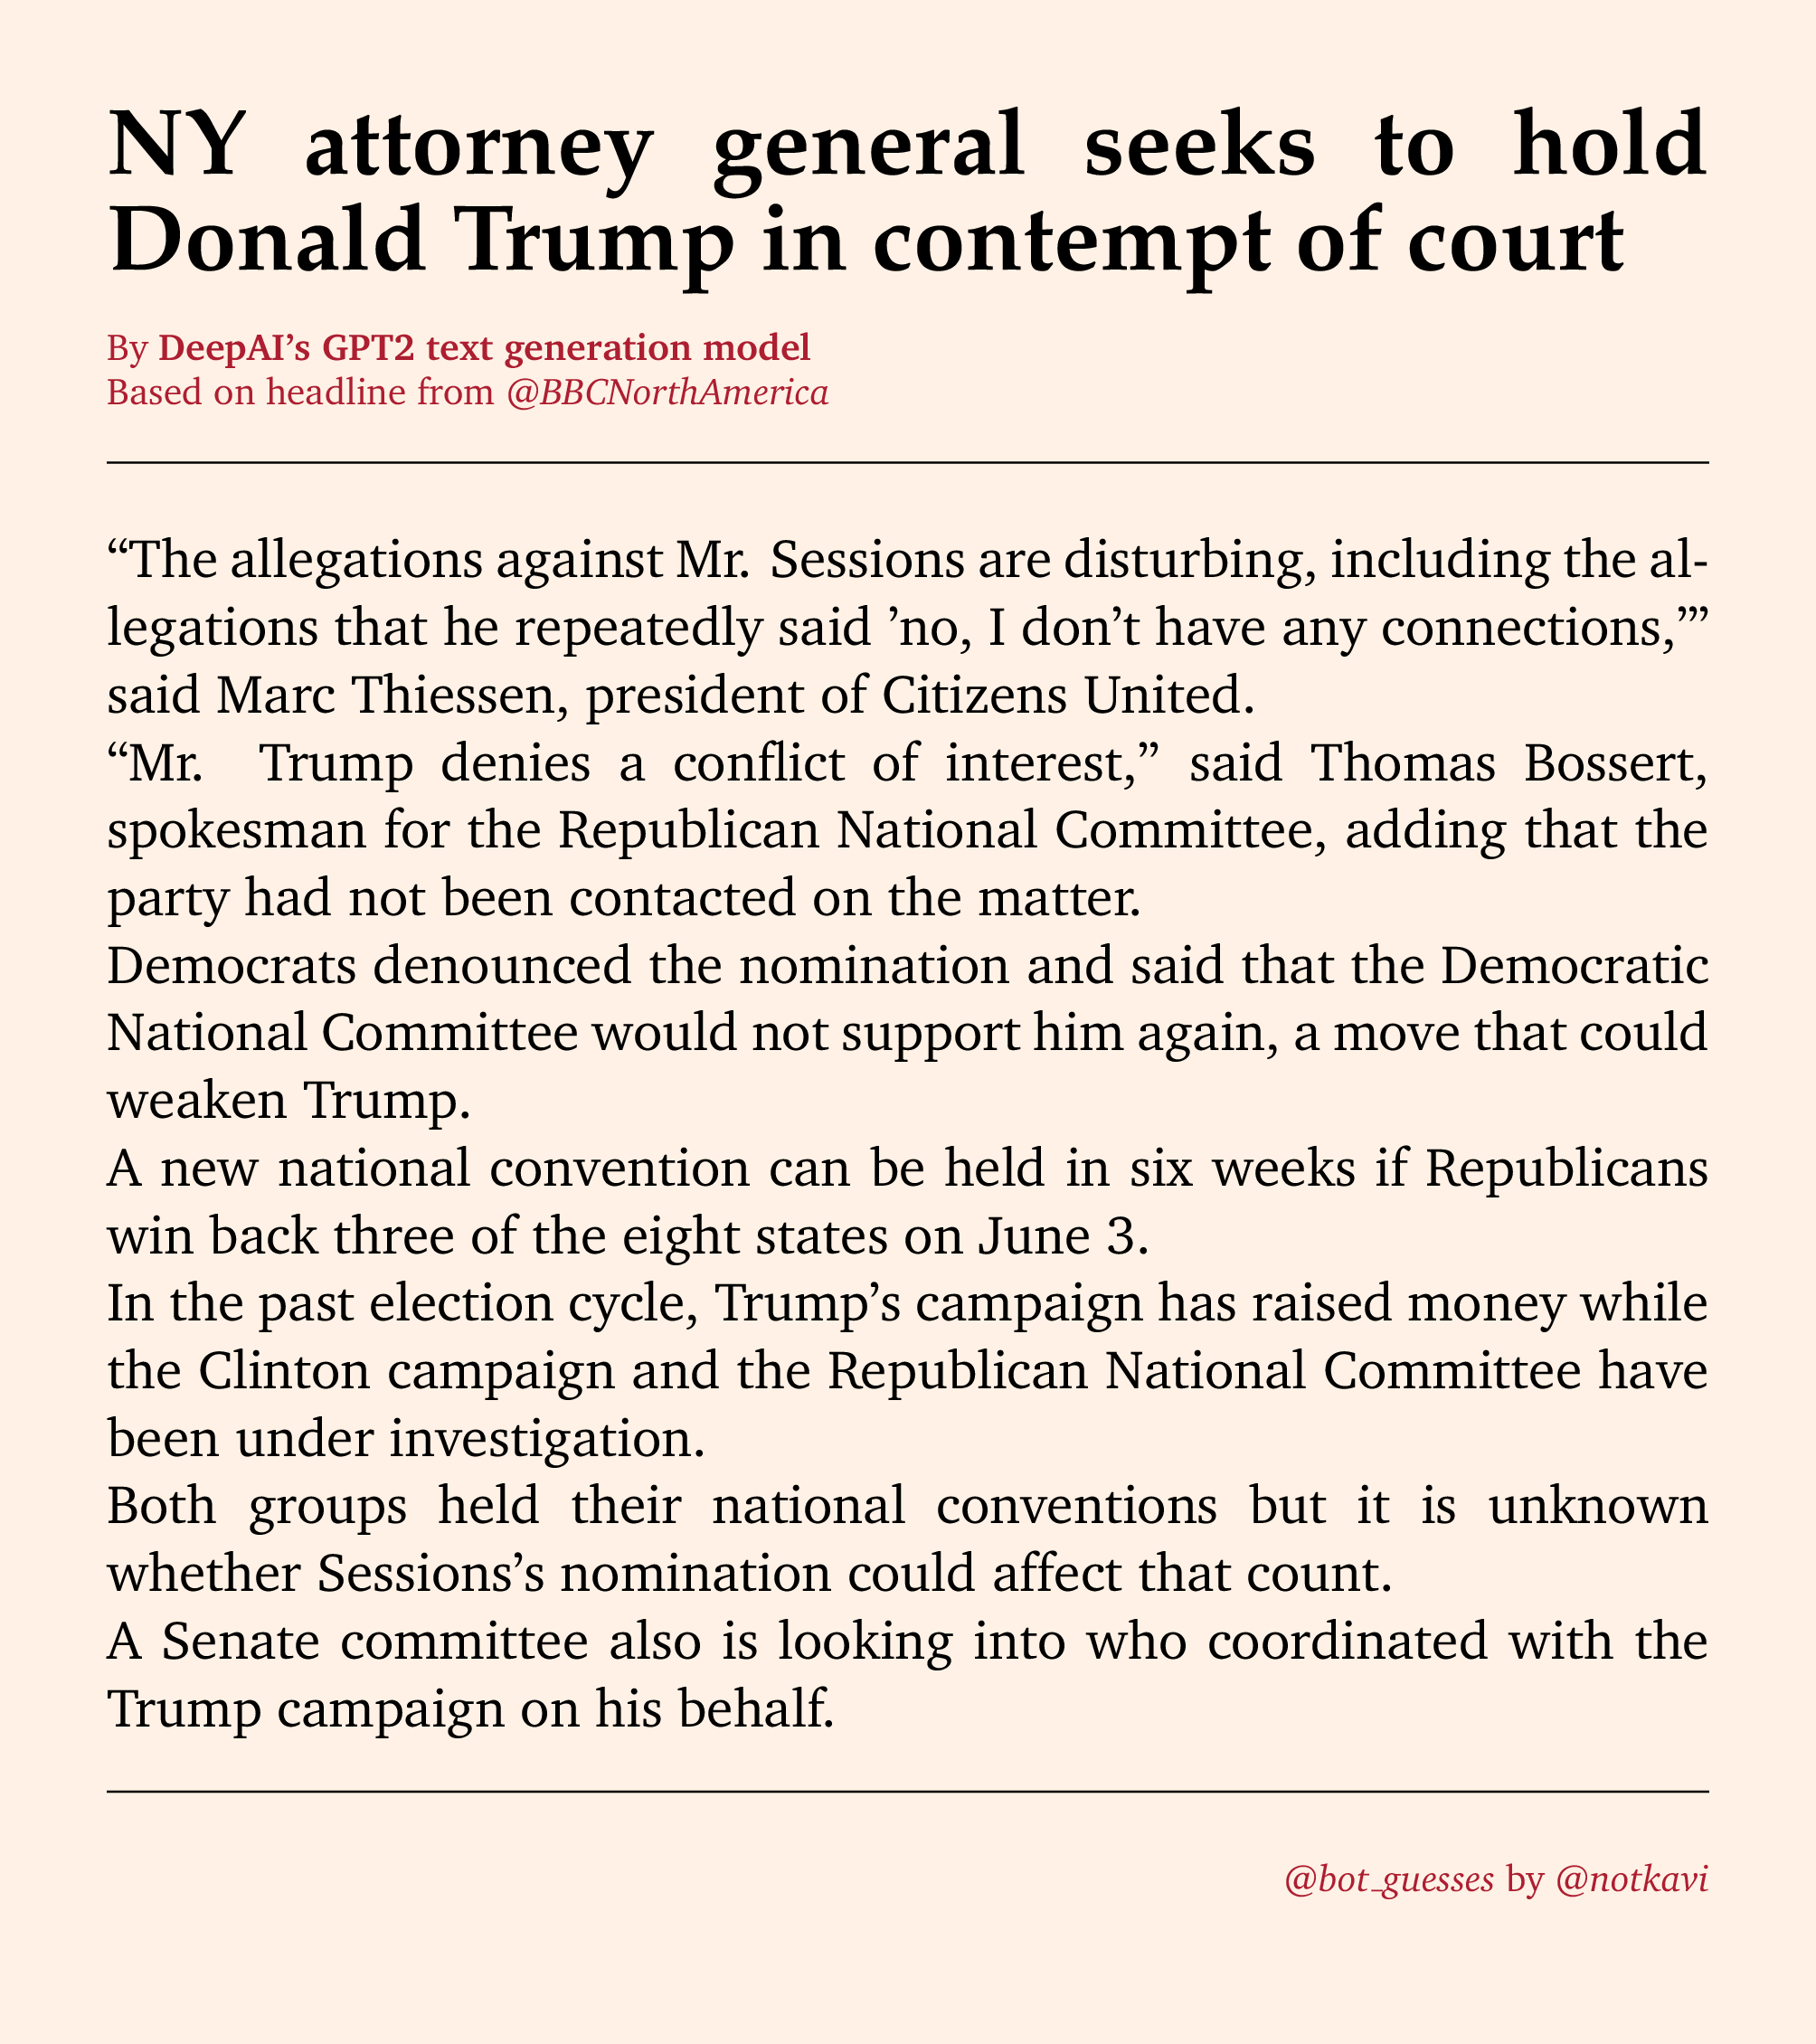 NY attorney general seeks to hold
Donald Trump in contempt of court
By DeepAI’s GPT2 text generation model
Based on headline from @BBCNorthAmerica
“The allegations against Mr. Sessions are disturbing, including the al-
legations that he repeatedly said ’no, I don’t have any connections,’”
said Marc Thiessen, president of Citizens United.
“Mr. Trump denies a conflict of interest,” said Thomas Bossert,
spokesman for the Republican National Committee, adding that the
party had not been contacted on the matter.
Democrats denounced the nomination and said that the Democratic
National Committee would not support him again, a move that could
weaken Trump.
A new national convention can be held in six weeks if Republicans
win back three of the eight states on June 3.
In the past election cycle, Trump’s campaign has raised money while
the Clinton campaign and the Republican National Committee have
been under investigation.
Both groups held their national conventions but it is unknown
whether Sessions’s nomination could affect that count.
A Senate committee also is looking into who coordinated with the
Trump campaign on his behalf.
@bot_guesses by @notkavi